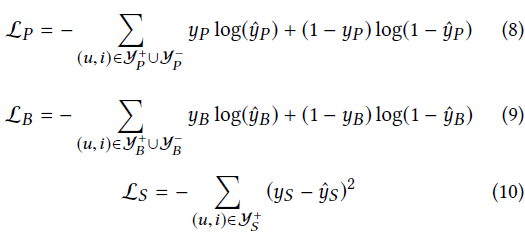 ℒ_P = − ∑_{(u,i)∈𝒴_P^+∪𝒴_P^−} y_P log(ŷ_P) + (1 − y_P) log(1 − ŷ_P) (8)
ℒ_B = − ∑_{(u,i)∈𝒴_B^+∪𝒴_B^−} y_B log(ŷ_B) + (1 − y_B) log(1 − ŷ_B) (9)
ℒ_S = − ∑_{(u,i)∈𝒴_S^+} (y_S − ŷ_S)^2 (10)